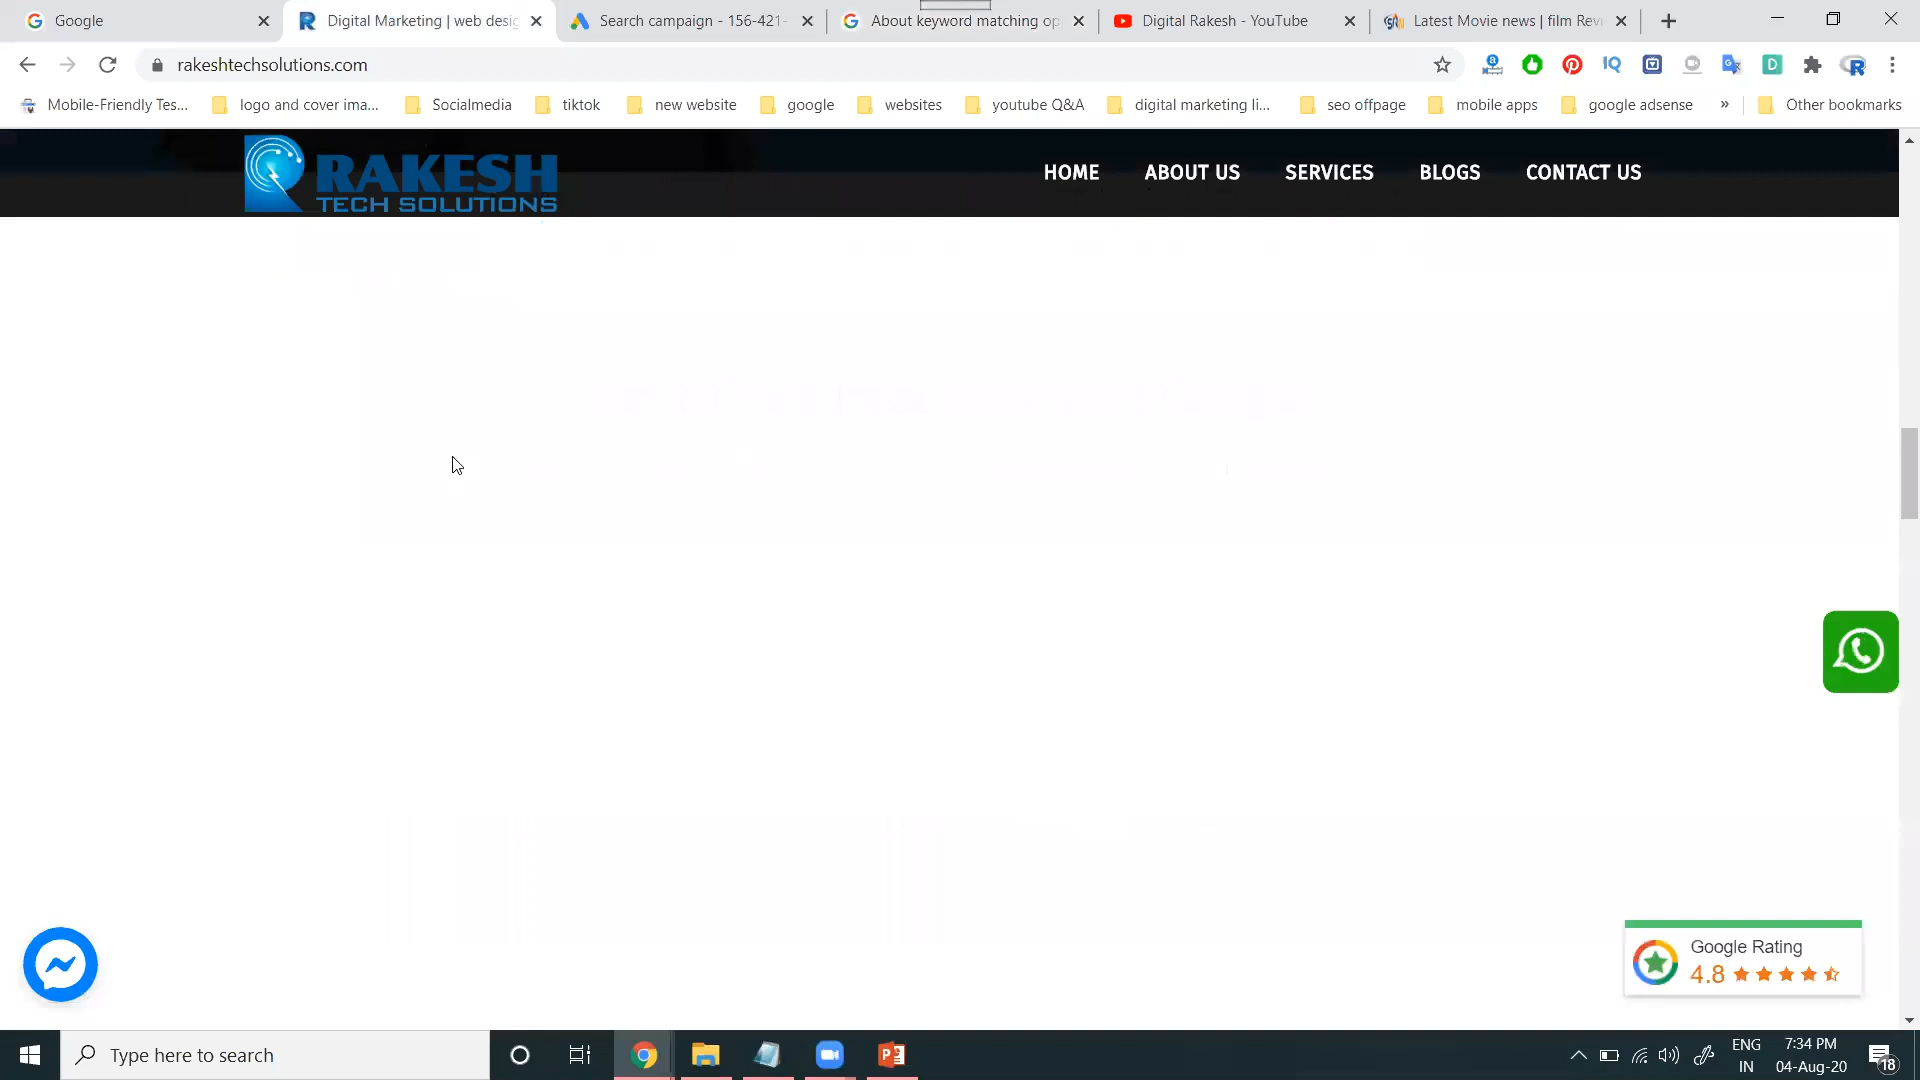 Google
Digital Marketing | web desig
Search campaign - 156-421-
About keyword matching op
Digital Rakesh - YouTube
Latest Movie news | film Revi
rakeshtechsolutions.com
Mobile-Friendly Tes...
logo and cover ima...
Socialmedia
tiktok
new website
google
websites
youtube Q&A
digital marketing li...
seo offpage
mobile apps
google adsense
»
Other bookmarks
RAKESH
TECH SOLUTIONS
HOME
ABOUT US
SERVICES
BLOGS
CONTACT US
Google Rating
4.8
Type here to search
ENG
IN
7:34 PM
04-Aug-20
18